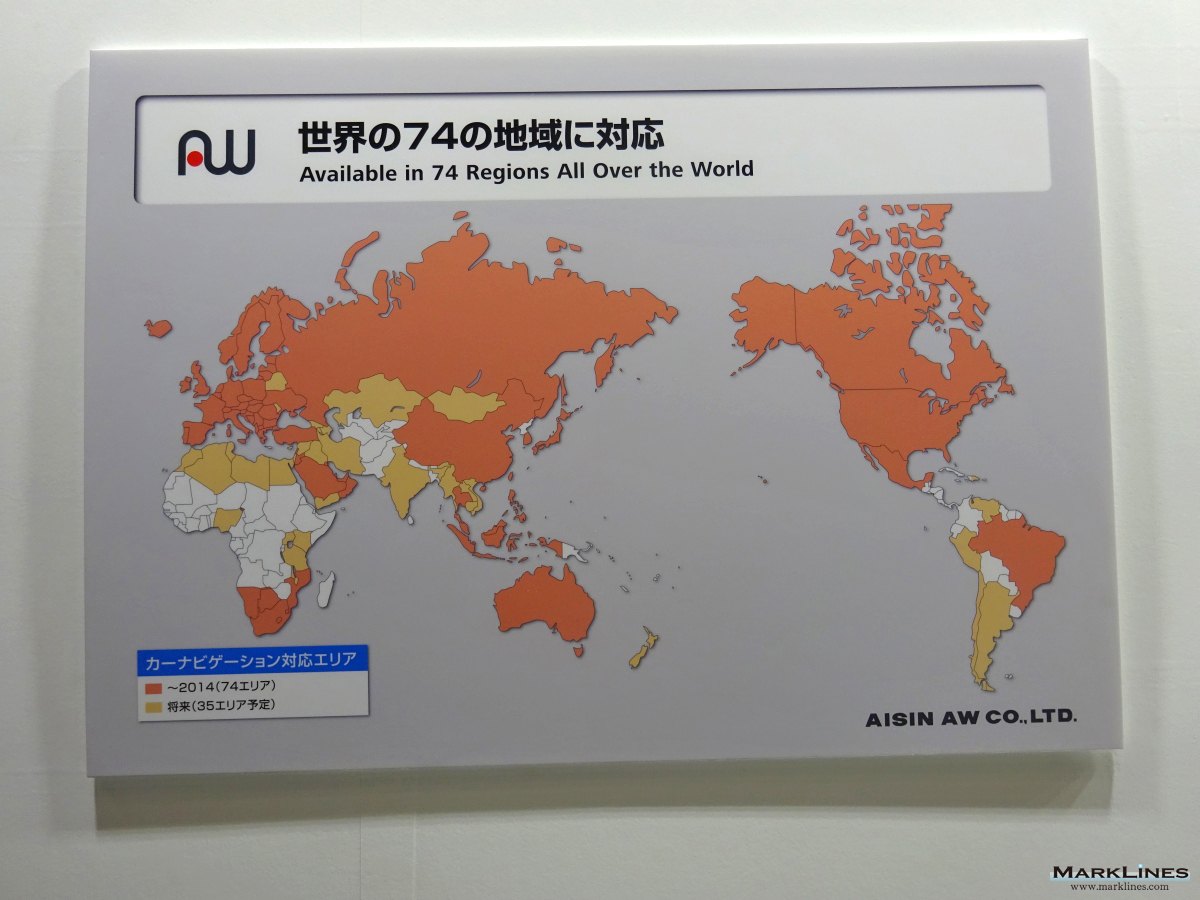 AW
世界の74の地域に対応
Available in 74 Regions All Over the World
カーナビゲーション対応エリア
～2014（74エリア）
将来（35エリア予定）
AISIN AW CO.,LTD.
MARKLINES
www.marklines.com